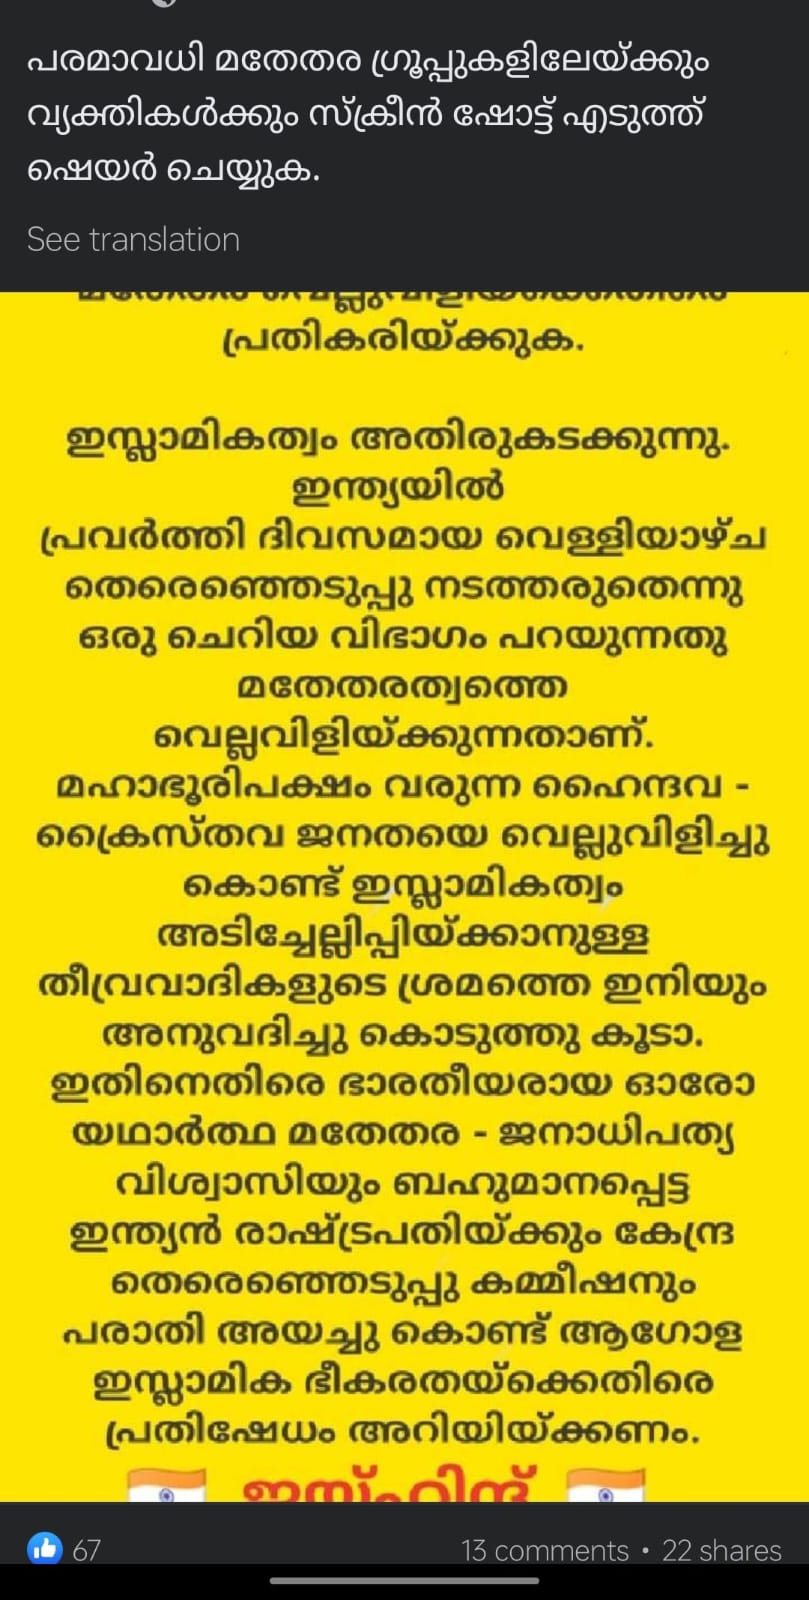 പരമാവധി മതേതര ഗ്രൂപ്പുകളിലേയ്ക്കും
വ്യക്തികൾക്കും സ്ക്രീൻ ഷോട്ട് എടുത്ത്
ഷെയർ ചെയ്യുക.
See translation
പ്രതികരിയ്ക്കുക.
ഇസ്ലാമികത്വം അതിരുകടക്കുന്നു.
ഇന്ത്യയിൽ
പ്രവർത്തി ദിവസമായ വെള്ളിയാഴ്ച
തെരെഞ്ഞെടുപ്പു നടത്തരുതെന്നു
ഒരു ചെറിയ വിഭാഗം പറയുന്നതു
മതേതരത്വത്തെ
വെല്ലവിളിയ്ക്കുന്നതാണ്.
മഹാഭൂരിപക്ഷം വരുന്ന ഹൈന്ദവ -
ക്രൈസ്തവ ജനതയെ വെല്ലുവിളിച്ചു
കൊണ്ട് ഇസ്ലാമികത്വം
അടിച്ചേല്ലിപ്പിയ്ക്കാനുള്ള
തീവ്രവാദികളുടെ ശ്രമത്തെ ഇനിയും
അനുവദിച്ചു കൊടുത്തു കൂടാ.
ഇതിനെതിരെ ഭാരതീയരായ ഓരോ
യഥാർത്ഥ മതേതര - ജനാധിപത്യ
വിശ്വാസിയും ബഹുമാനപ്പെട്ട
ഇന്ത്യൻ രാഷ്ട്രപതിയ്ക്കും കേന്ദ്ര
തെരെഞ്ഞെടുപ്പു കമ്മീഷനും
പരാതി അയച്ചു കൊണ്ട് ആഗോള
ഇസ്ലാമിക ഭീകരതയ്ക്കെതിരെ
പ്രതിഷേധം അറിയിയ്ക്കണം.
ജയ്ഹിന്ദ്
67
13 comments • 22 shares